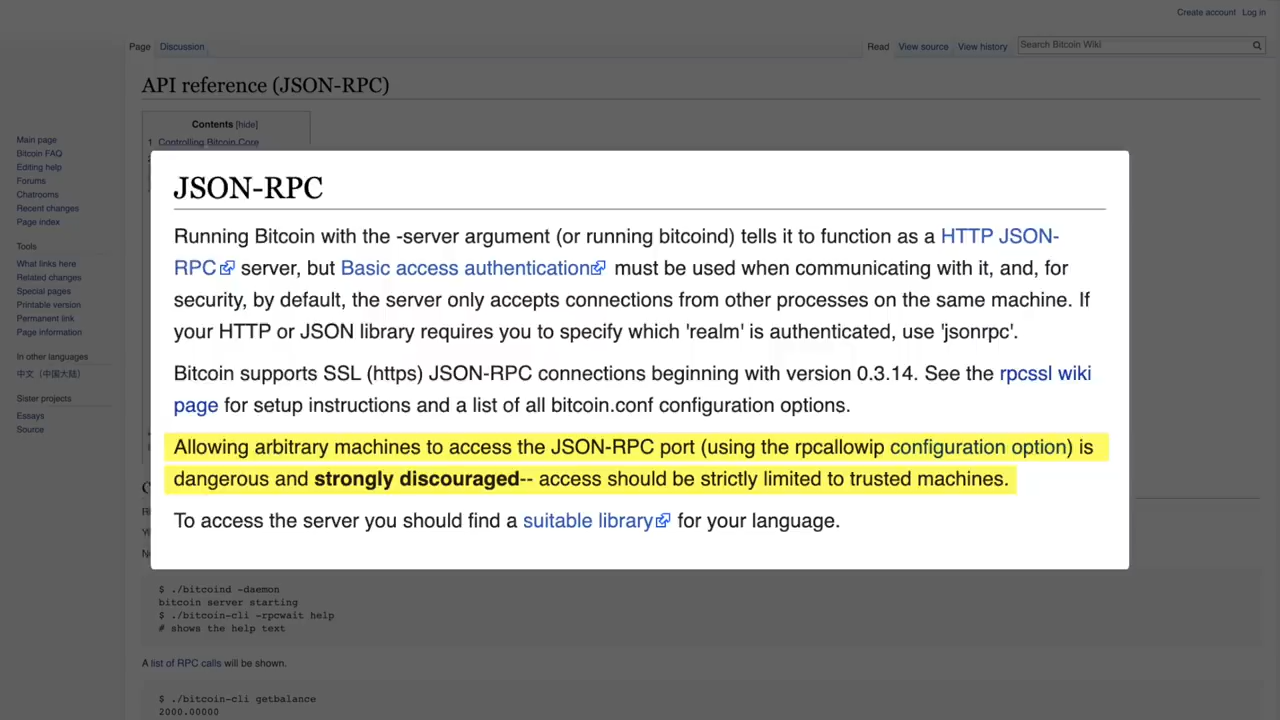 Create account Log in
Page Discussion Read View source View history Search Bitcoin Wiki
API reference (JSON-RPC)
Contents [hide]
1 Controlling Bitcoin Core
Main page
Bitcoin FAQ
Editing help
Forums
Chatrooms
Recent changes
Page index
Tools
What links here
Related changes
Special pages
Printable version
Permanent link
Page information
In other languages
中文（中国大陆）
Sister projects
Essays
Source
JSON-RPC
Running Bitcoin with the -server argument (or running bitcoind) tells it to function as a HTTP JSON-
RPC server, but Basic access authentication must be used when communicating with it, and, for
security, by default, the server only accepts connections from other processes on the same machine. If
your HTTP or JSON library requires you to specify which 'realm' is authenticated, use 'jsonrpc'.
Bitcoin supports SSL (https) JSON-RPC connections beginning with version 0.3.14. See the rpcssl wiki
page for setup instructions and a list of all bitcoin.conf configuration options.
Allowing arbitrary machines to access the JSON-RPC port (using the rpcallowip configuration option) is
dangerous and strongly discouraged-- access should be strictly limited to trusted machines.
To access the server you should find a suitable library for your language.
$ ./bitcoind -daemon
bitcoin server starting
$ ./bitcoin-cli -rpcwait help
# shows the help text
A list of RPC calls will be shown.
$ ./bitcoin-cli getbalance
2000.00000